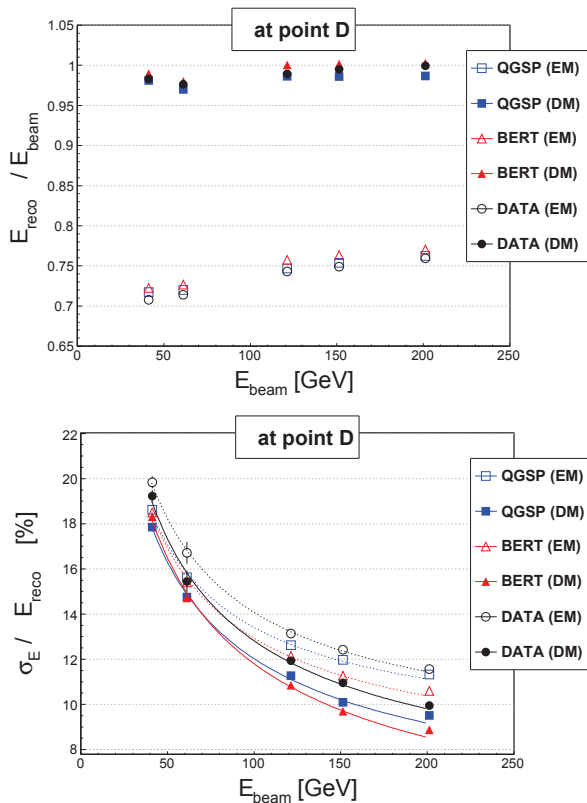 at point D
1.05
1
0.95
0.9
0.85
0.8
0.75
0.7
0.65
0
50
100
150
200
250
E_reco / E_beam
E_beam [GeV]
QGSP (EM)
QGSP (DM)
BERT (EM)
BERT (DM)
DATA (EM)
DATA (DM)
at point D
22
20
18
16
14
12
10
8
0
50
100
150
200
250
σ_E / E_reco [%]
E_beam [GeV]
QGSP (EM)
QGSP (DM)
BERT (EM)
BERT (DM)
DATA (EM)
DATA (DM)